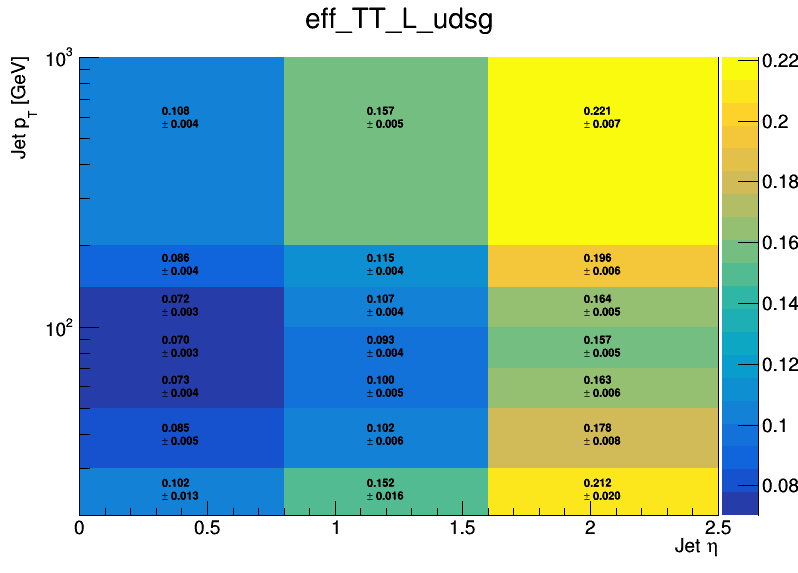 eff_TT_L_udsg
Jet p_T [GeV]
10³
10²
0.108 0.157 0.221
± 0.004 ± 0.005 ± 0.007
0.086 0.115 0.196
± 0.004 ± 0.004 ± 0.006
0.072 0.107 0.164
± 0.003 ± 0.004 ± 0.005
0.070 0.093 0.157
± 0.003 ± 0.004 ± 0.005
0.073 0.100 0.163
± 0.004 ± 0.005 ± 0.006
0.085 0.102 0.178
± 0.005 ± 0.006 ± 0.008
0.102 0.152 0.212
± 0.013 ± 0.016 ± 0.020
0 0.5 1 1.5 2 2.5
Jet η
0.22
0.2
0.18
0.16
0.14
0.12
0.1
0.08